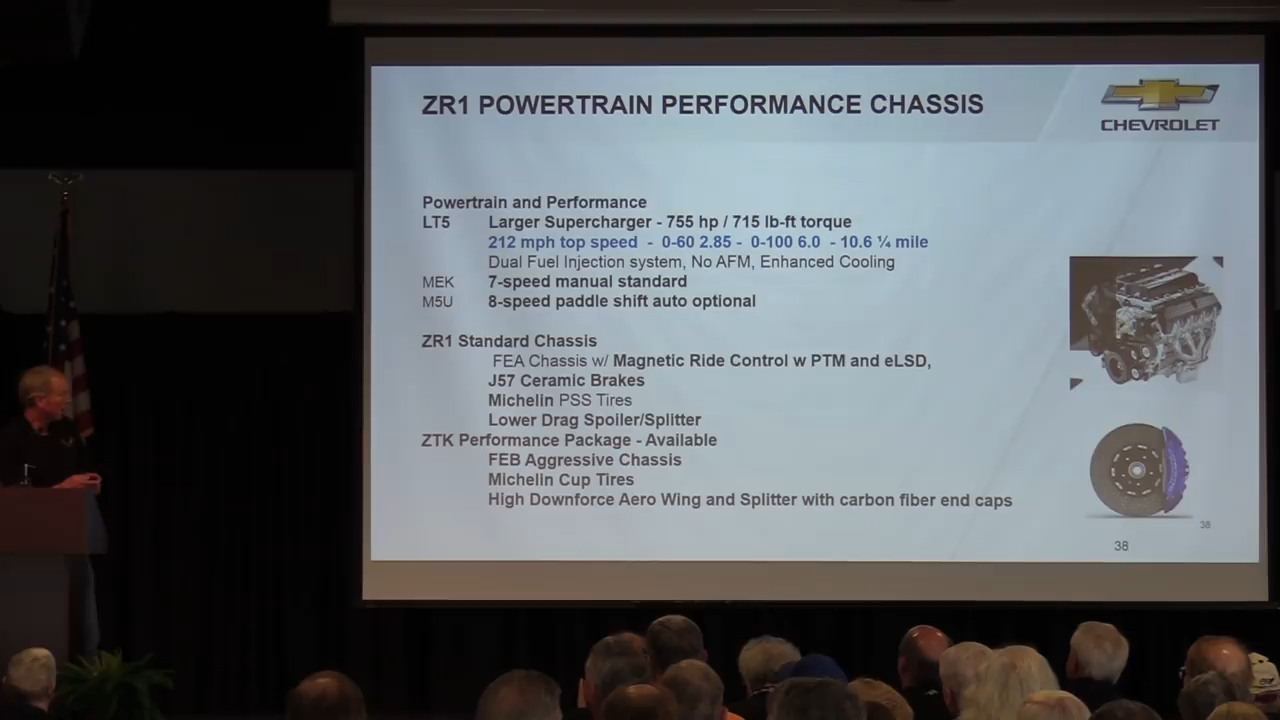 ZR1 POWERTRAIN PERFORMANCE CHASSIS
CHEVROLET
Powertrain and Performance
LT5 Larger Supercharger - 755 hp / 715 lb-ft torque
212 mph top speed - 0-60 2.85 - 0-100 6.0 - 10.6 ¼ mile
Dual Fuel Injection system, No AFM, Enhanced Cooling
MEK 7-speed manual standard
M5U 8-speed paddle shift auto optional
ZR1 Standard Chassis
FEA Chassis w/ Magnetic Ride Control w PTM and eLSD,
J57 Ceramic Brakes
Michelin PSS Tires
Lower Drag Spoiler/Splitter
ZTK Performance Package - Available
FEB Aggressive Chassis
Michelin Cup Tires
High Downforce Aero Wing and Splitter with carbon fiber end caps
38
38